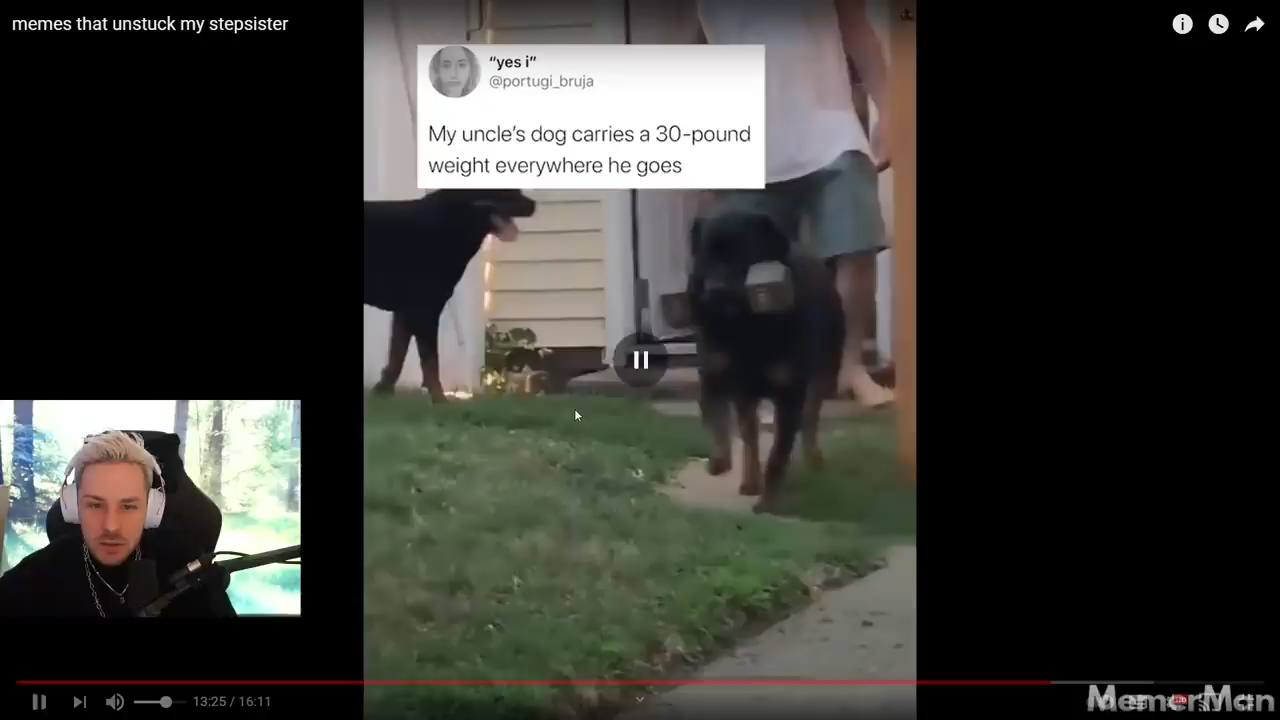 memes that unstuck my stepsister
“yes i”
@portugi_bruja
My uncle’s dog carries a 30-pound
weight everywhere he goes
13:25 / 16:11
MemerMan